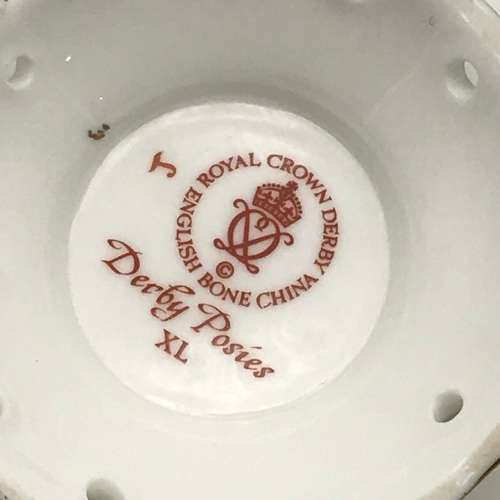 ROYAL CROWN DERBY
ENGLISH BONE CHINA
©
Derby Posies
XL
J